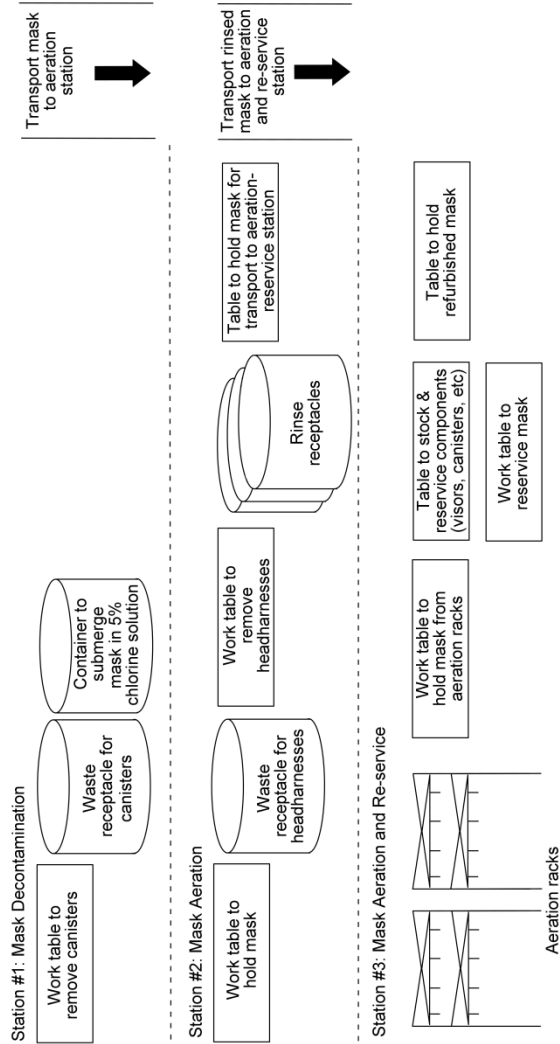 Station #1: Mask Decontamination
Work table to
remove canisters
Waste
receptacle for
canisters
Container to
submerge
mask in 5%
chlorine solution
Transport mask
to aeration
station
Station #2: Mask Aeration
Work table to
hold mask
Waste
receptacle for
headharnesses
Work table to
remove
headharnesses
Rinse
receptacles
Table to hold mask for
transport to aeration-
reservice station
Transport rinsed
mask to aeration
and re-service
station
Station #3: Mask Aeration and Re-service
Aeration racks
Work table to
hold mask from
aeration racks
Table to stock &
reservice components
(visors, canisters, etc)
Work table to
reservice mask
Table to hold
refurbished mask